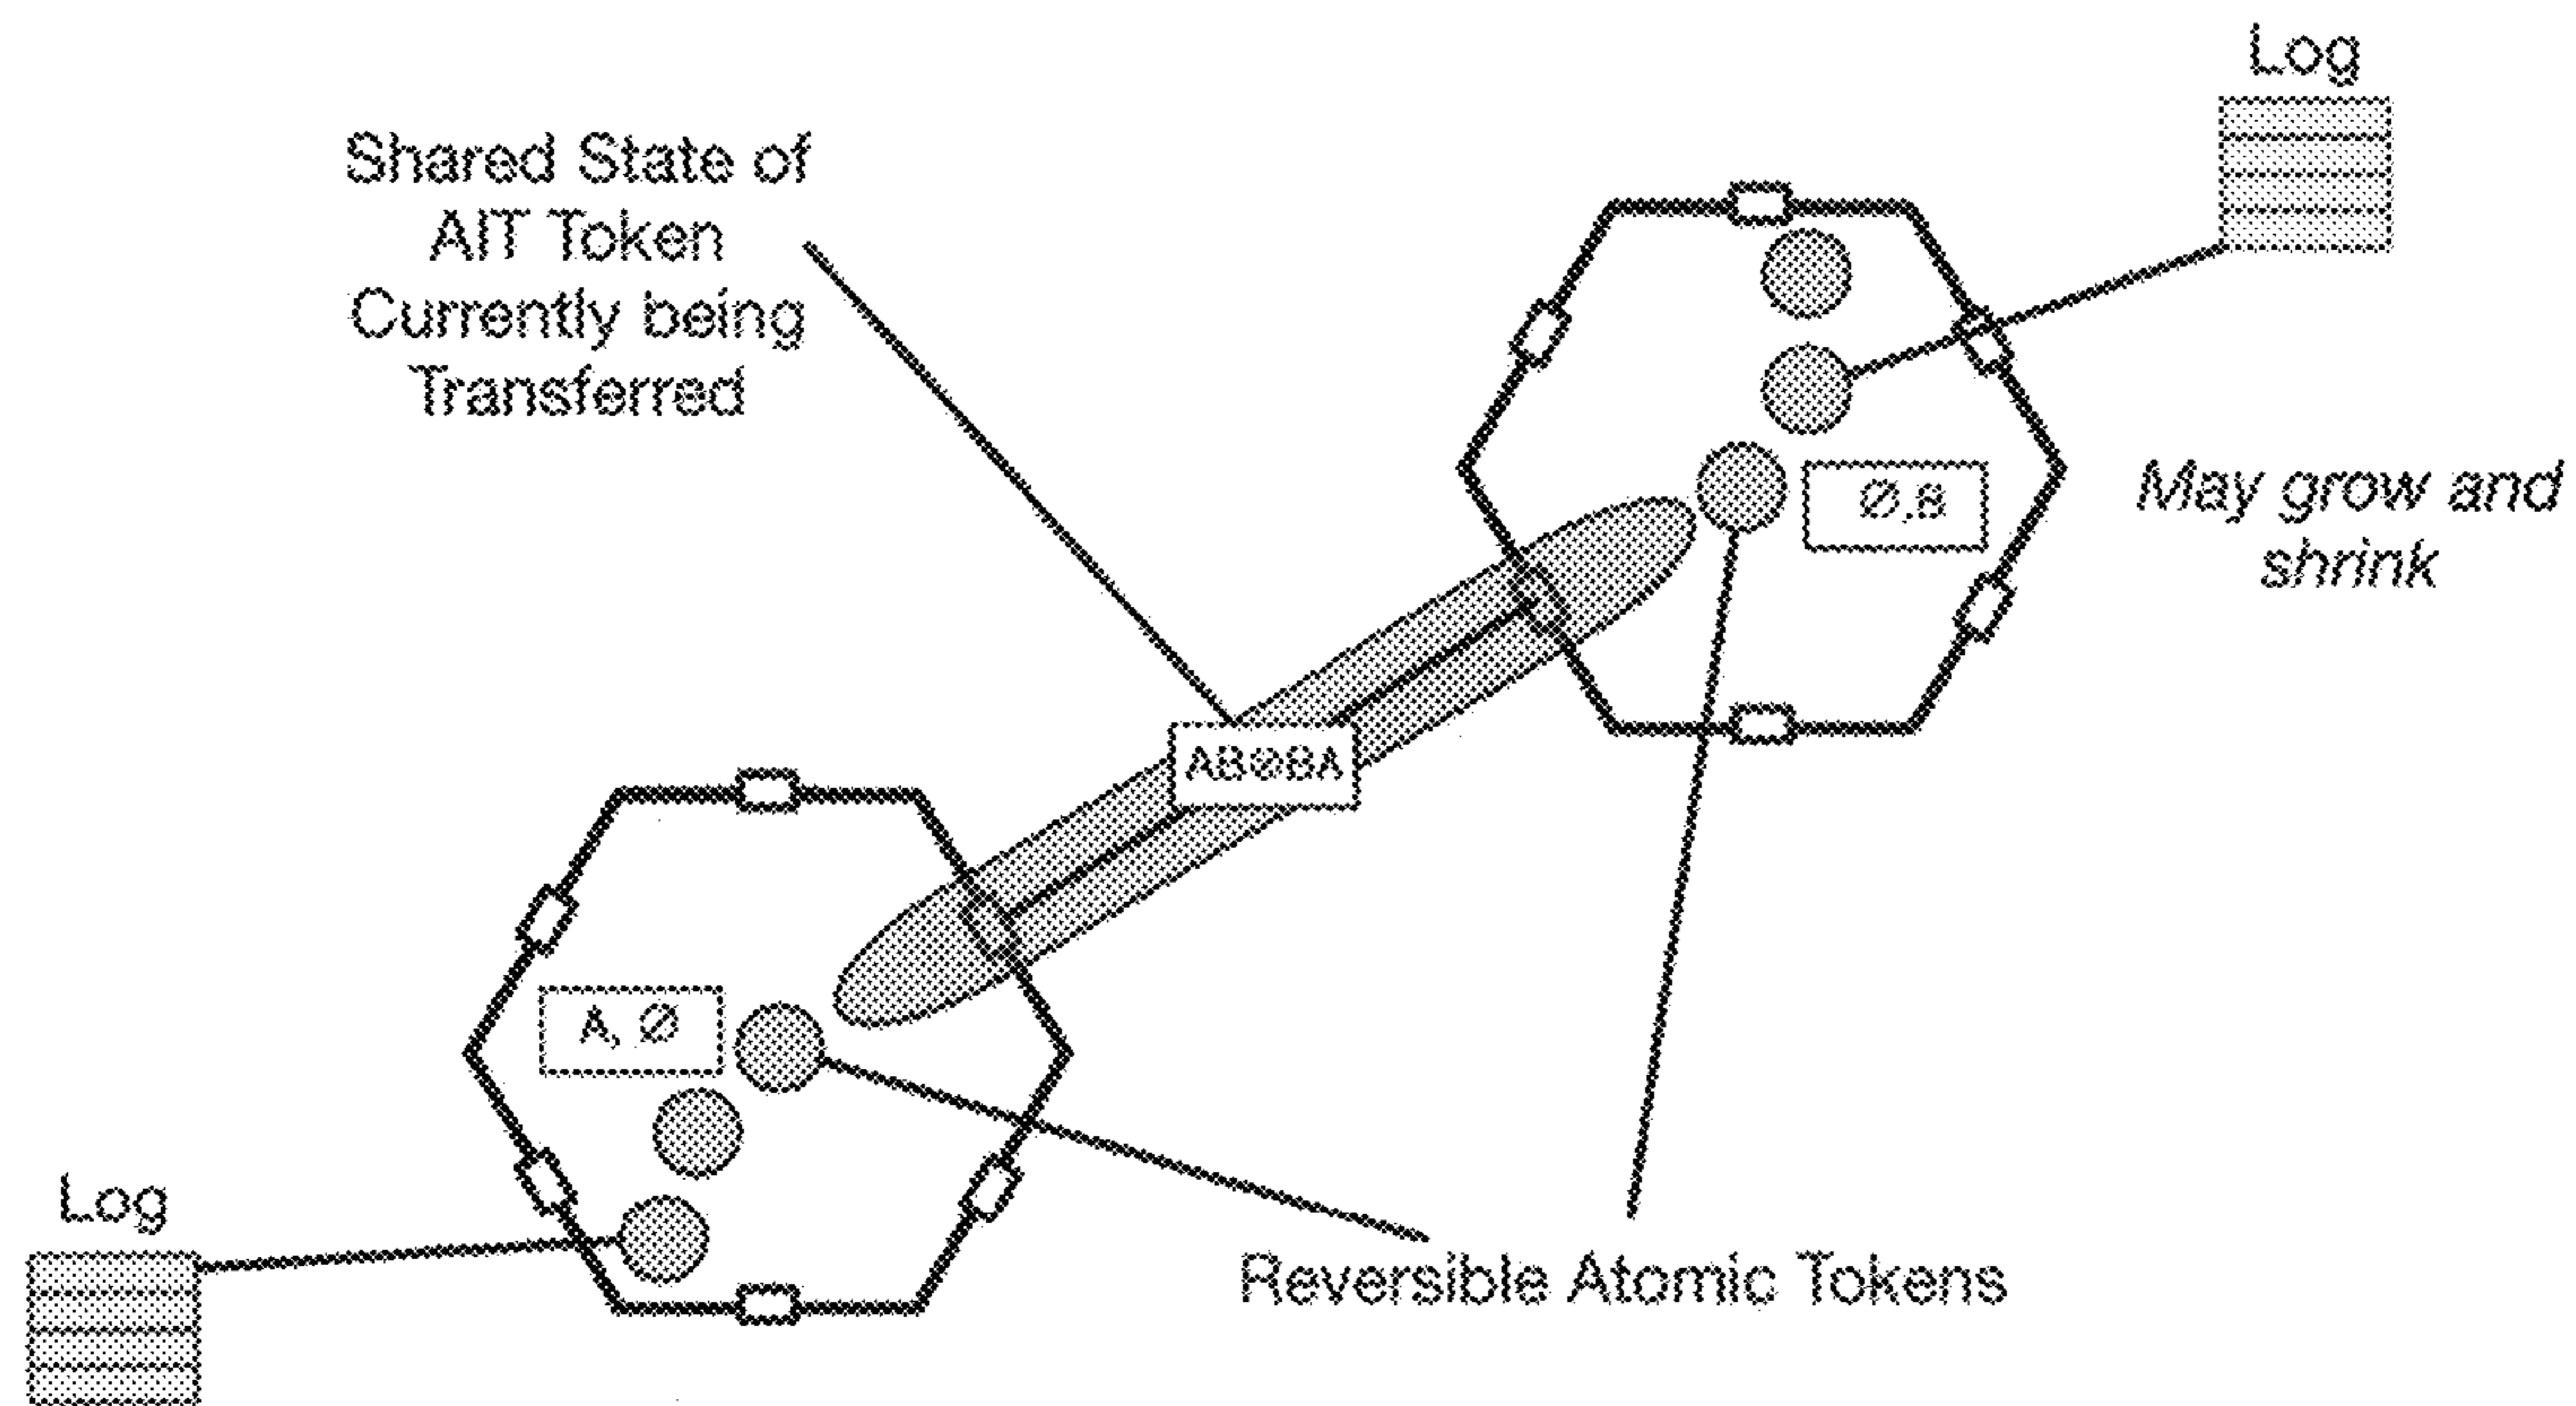 Log
Shared State of
AIT Token
Currently being
Transferred
May grow and
shrink
Ø,B
AB⊘BA
A, Ø
Log
Reversible Atomic Tokens